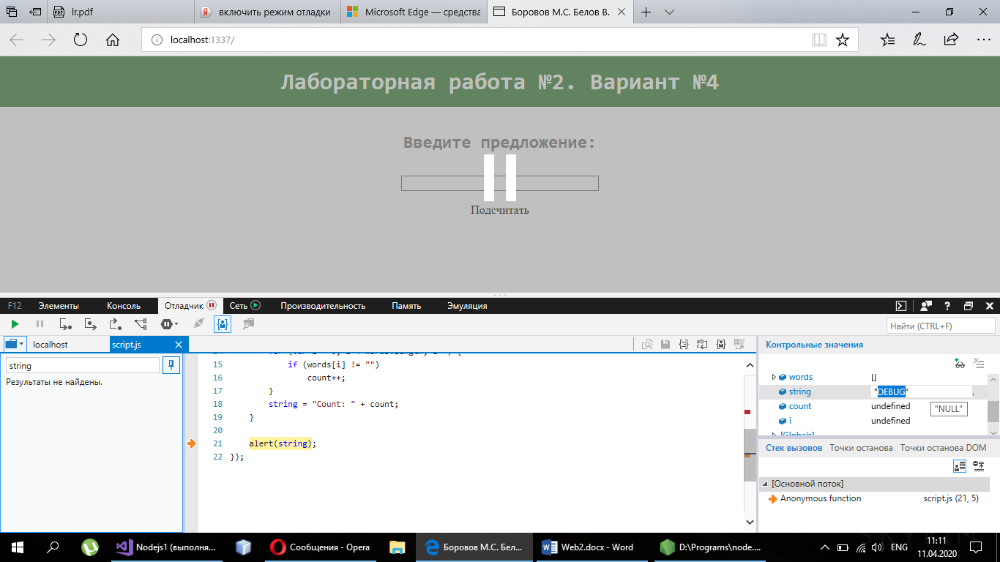 lr.pdf
включить режим отладки
Microsoft Edge — средства
Боровов М.С. Белов В.
localhost:1337/
Лабораторная работа №2. Вариант №4
Введите предложение:
Подсчитать
F12 Элементы Консоль Отладчик Сеть Производительность Память Эмуляция
Найти (CTRL+F)
localhost
script.js
string
Результаты не найдены.
15 if (words[i] != "")
16 count++;
17 }
18 string = "Count: " + count;
19 }
20
21 alert(string);
22 });
Контрольные значения
words []
string "DEBUG"
count undefined
"NULL"
i undefined
[Globals]
Стек вызовов Точки останова Точки останова DOM
[Основной поток]
Anonymous function script.js (21, 5)
Nodejs1 (выполня...
Сообщения - Opera
Боровов М.С. Бел...
Web2.docx - Word
D:\Programs\node....
ENG
11:11
11.04.2020